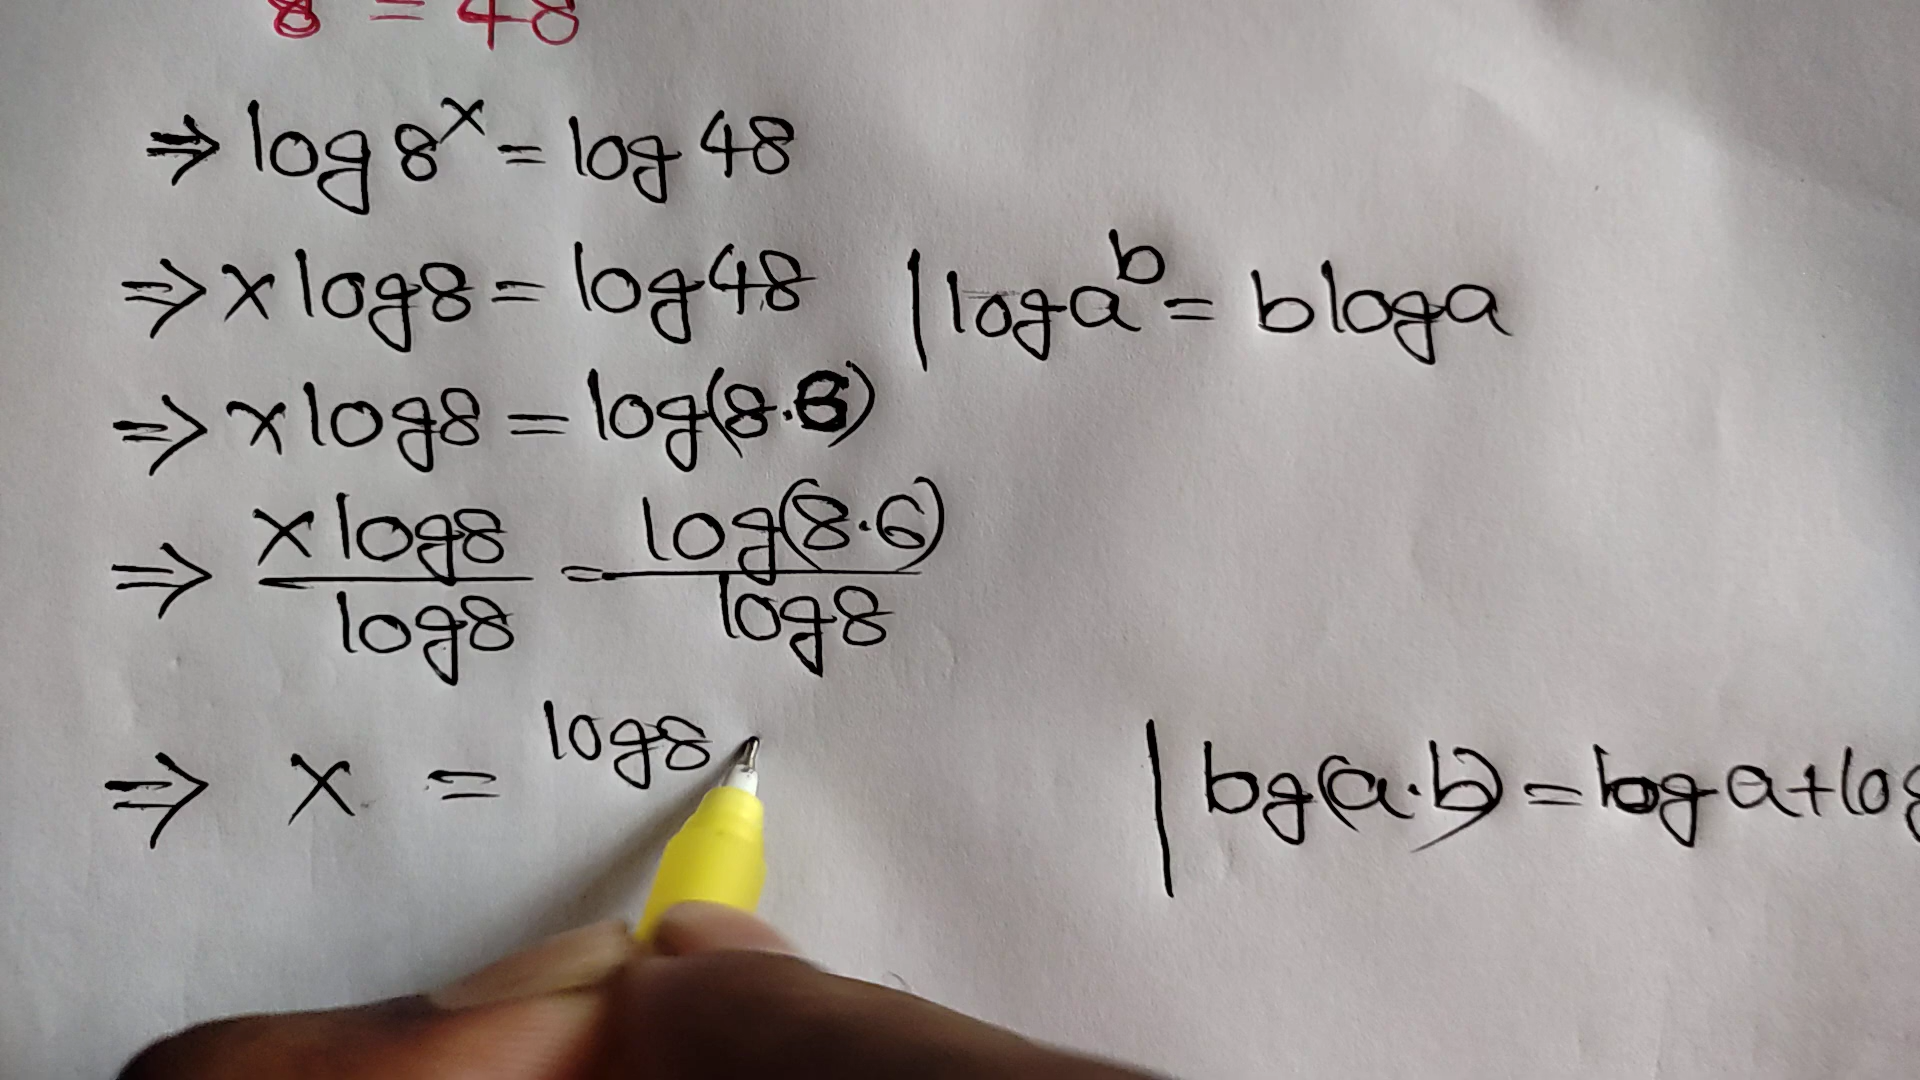 8 = 48
⇒ log 8^x = log 48
⇒ x log 8 = log 48 | log a^b = b log a
⇒ x log 8 = log(8.6)
⇒ x log 8 / log 8 = log(8.6) / log 8
⇒ x = log 8 | log(a.b) = log a + log